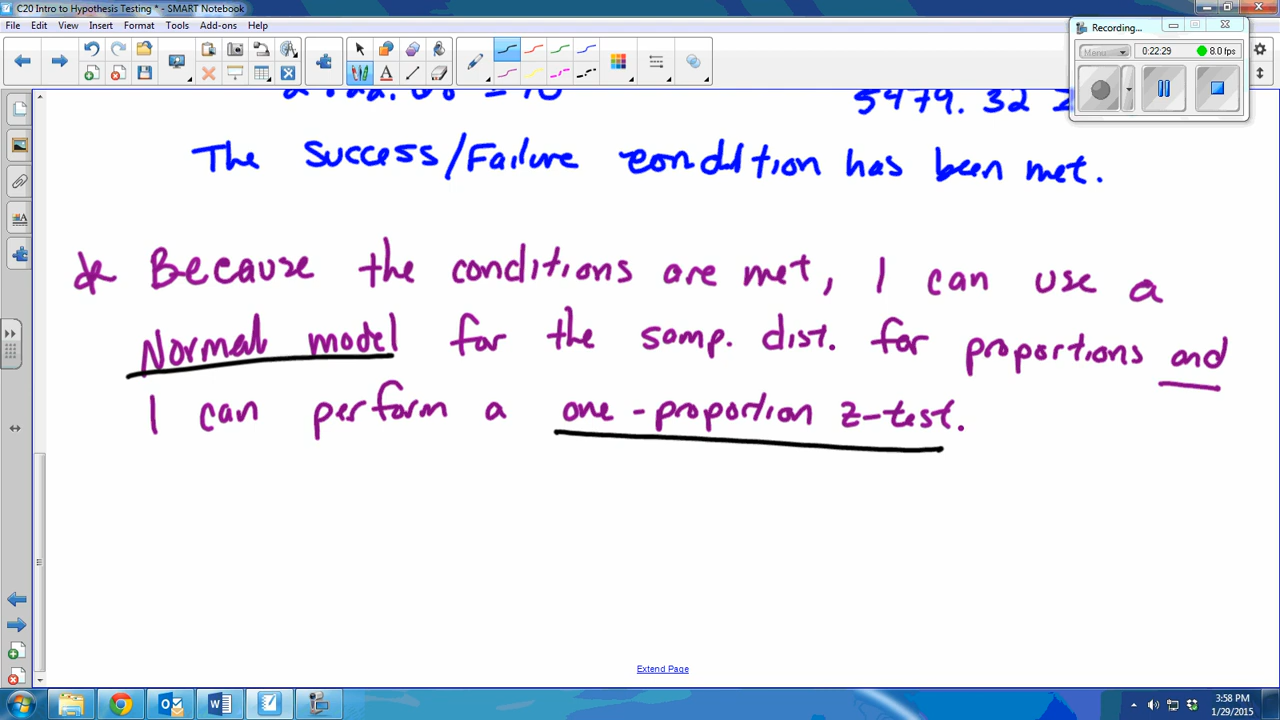 C20 Intro to Hypothesis Testing * - SMART Notebook
File Edit View Insert Format Tools Add-ons Help
Recording...
Menu 0:22:29 8.0 fps
5479.32
The Success/Failure condition has been met.
* Because the conditions are met, I can use a
Normal model for the samp. dist. for proportions and
I can perform a one-proportion z-test.
Extend Page
3:58 PM
1/29/2015